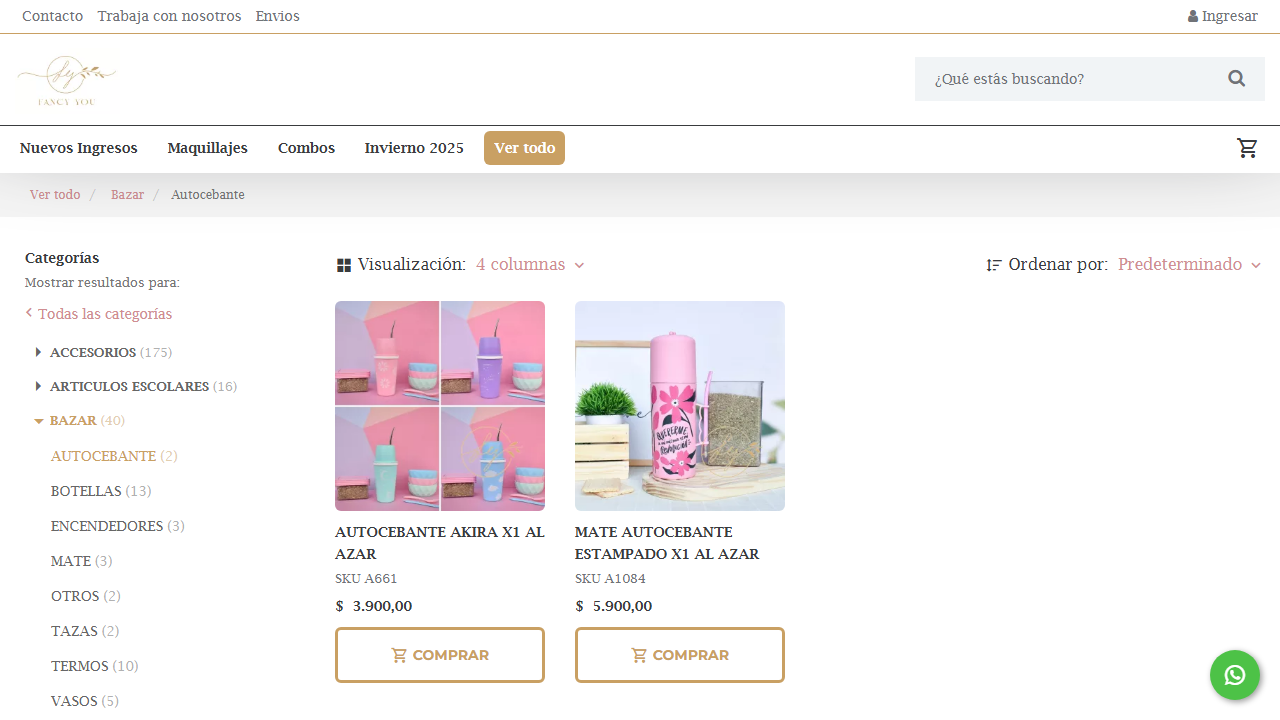 Contacto Trabaja con nosotros Envios Ingresar
FANCY YOU
¿Qué estás buscando?
Nuevos Ingresos Maquillajes Combos Invierno 2025 Ver todo
Ver todo / Bazar / Autocebante
Categorías
Mostrar resultados para:
Todas las categorías
ACCESORIOS (175)
ARTICULOS ESCOLARES (16)
BAZAR (40)
AUTOCEBANTE (2)
BOTELLAS (13)
ENCENDEDORES (3)
MATE (3)
OTROS (2)
TAZAS (2)
TERMOS (10)
VASOS (5)
Visualización: 4 columnas
Ordenar por: Predeterminado
AUTOCEBANTE AKIRA X1 AL
AZAR
SKU A661
$ 3.900,00
COMPRAR
MATE AUTOCEBANTE
ESTAMPADO X1 AL AZAR
SKU A1084
$ 5.900,00
COMPRAR